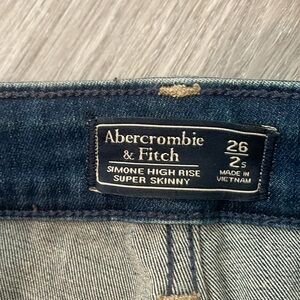 Abercrombie
& Fitch
SIMONE HIGH RISE
SUPER SKINNY
26
2s
MADE IN
VIETNAM